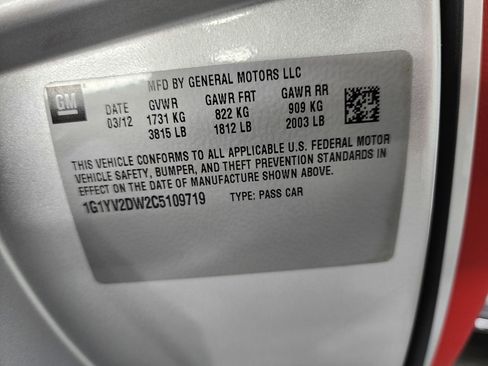 MFD BY GENERAL MOTORS LLC
GM
DATE GVWR GAWR FRT GAWR RR
03/12 1731 KG 822 KG 909 KG
3815 LB 1812 LB 2003 LB
THIS VEHICLE CONFORMS TO ALL APPLICABLE U.S. FEDERAL MOTOR
VEHICLE SAFETY, BUMPER, AND THEFT PREVENTION STANDARDS IN
EFFECT ON THE DATE OF MANUFACTURE SHOWN ABOVE.
1G1YV2DW2C5109719 TYPE: PASS CAR